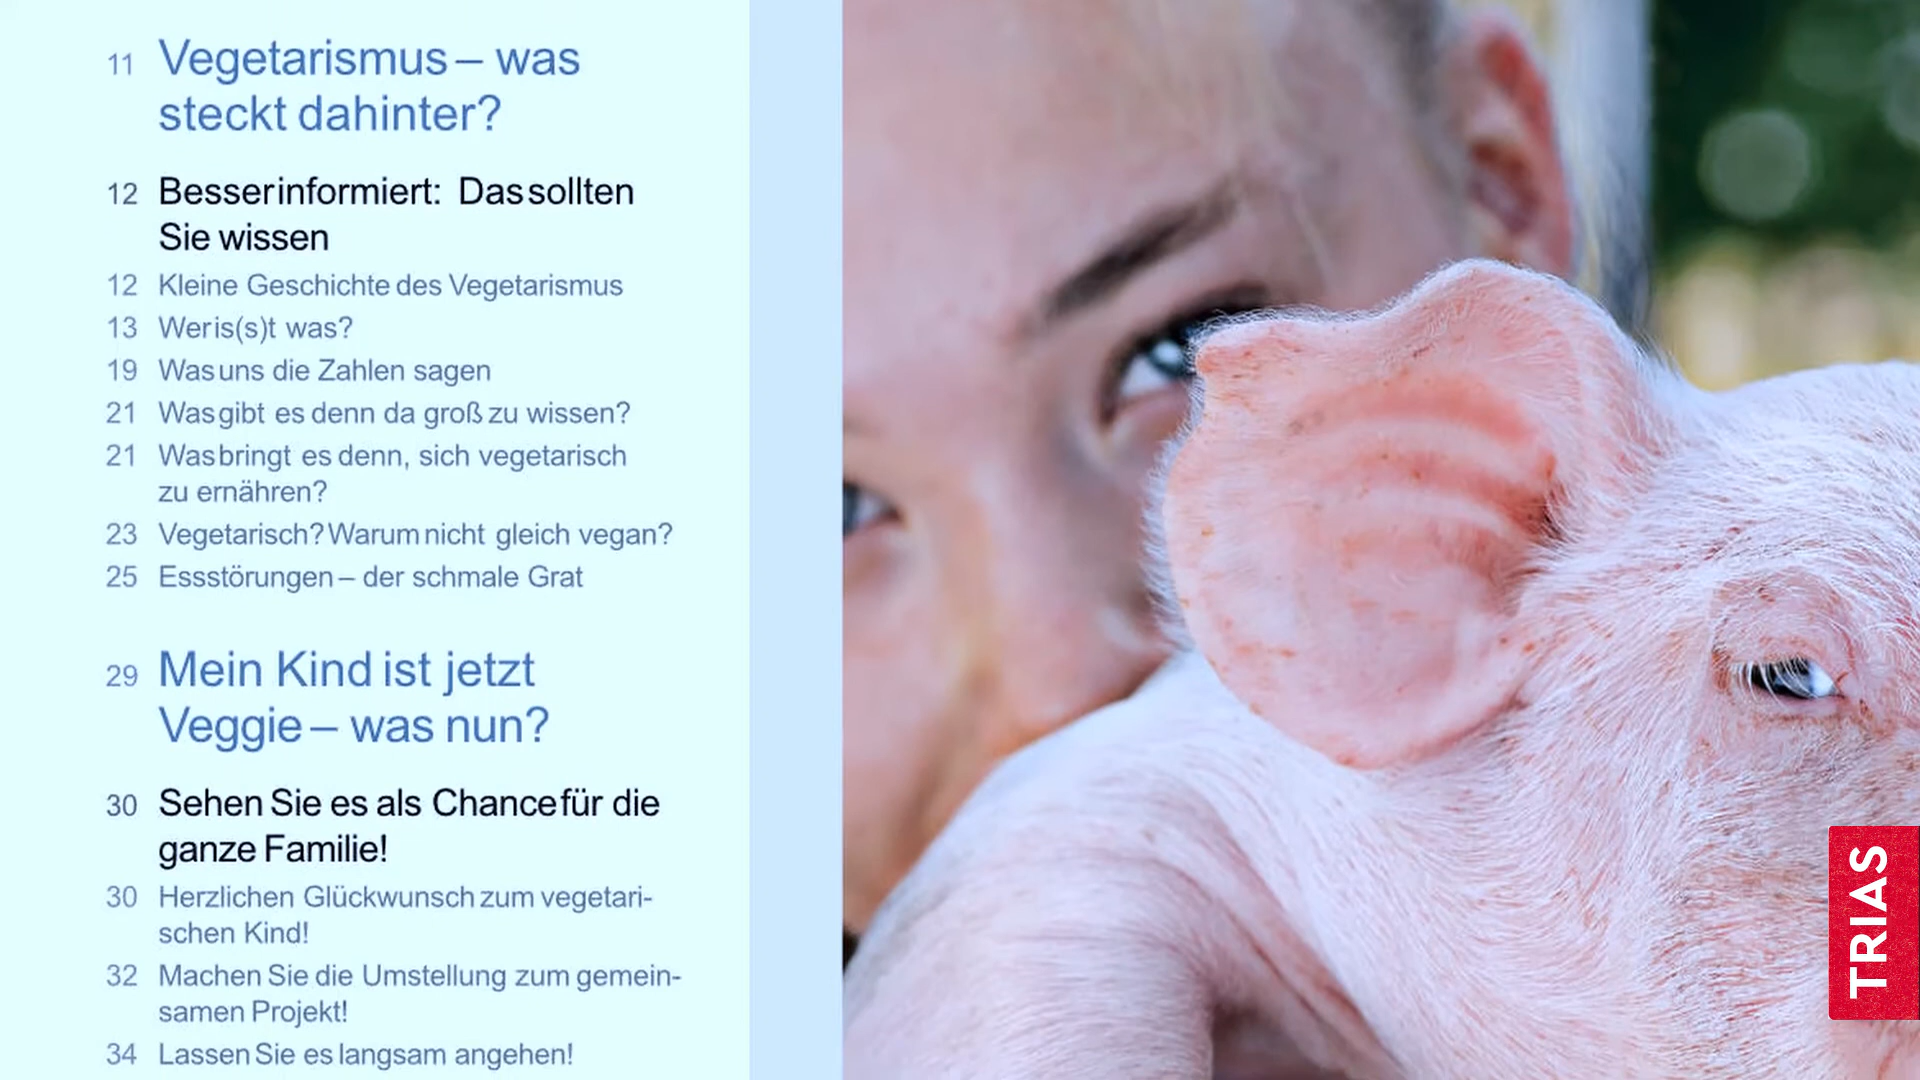 11 Vegetarismus – was
steckt dahinter?
12 Besser informiert: Das sollten
Sie wissen
12 Kleine Geschichte des Vegetarismus
13 Wer is(s)t was?
19 Was uns die Zahlen sagen
21 Was gibt es denn da groß zu wissen?
21 Was bringt es denn, sich vegetarisch
zu ernähren?
23 Vegetarisch? Warum nicht gleich vegan?
25 Essstörungen – der schmale Grat
29 Mein Kind ist jetzt
Veggie – was nun?
30 Sehen Sie es als Chance für die
ganze Familie!
30 Herzlichen Glückwunsch zum vegetari-
schen Kind!
32 Machen Sie die Umstellung zum gemein-
samen Projekt!
34 Lassen Sie es langsam angehen!
TRIAS